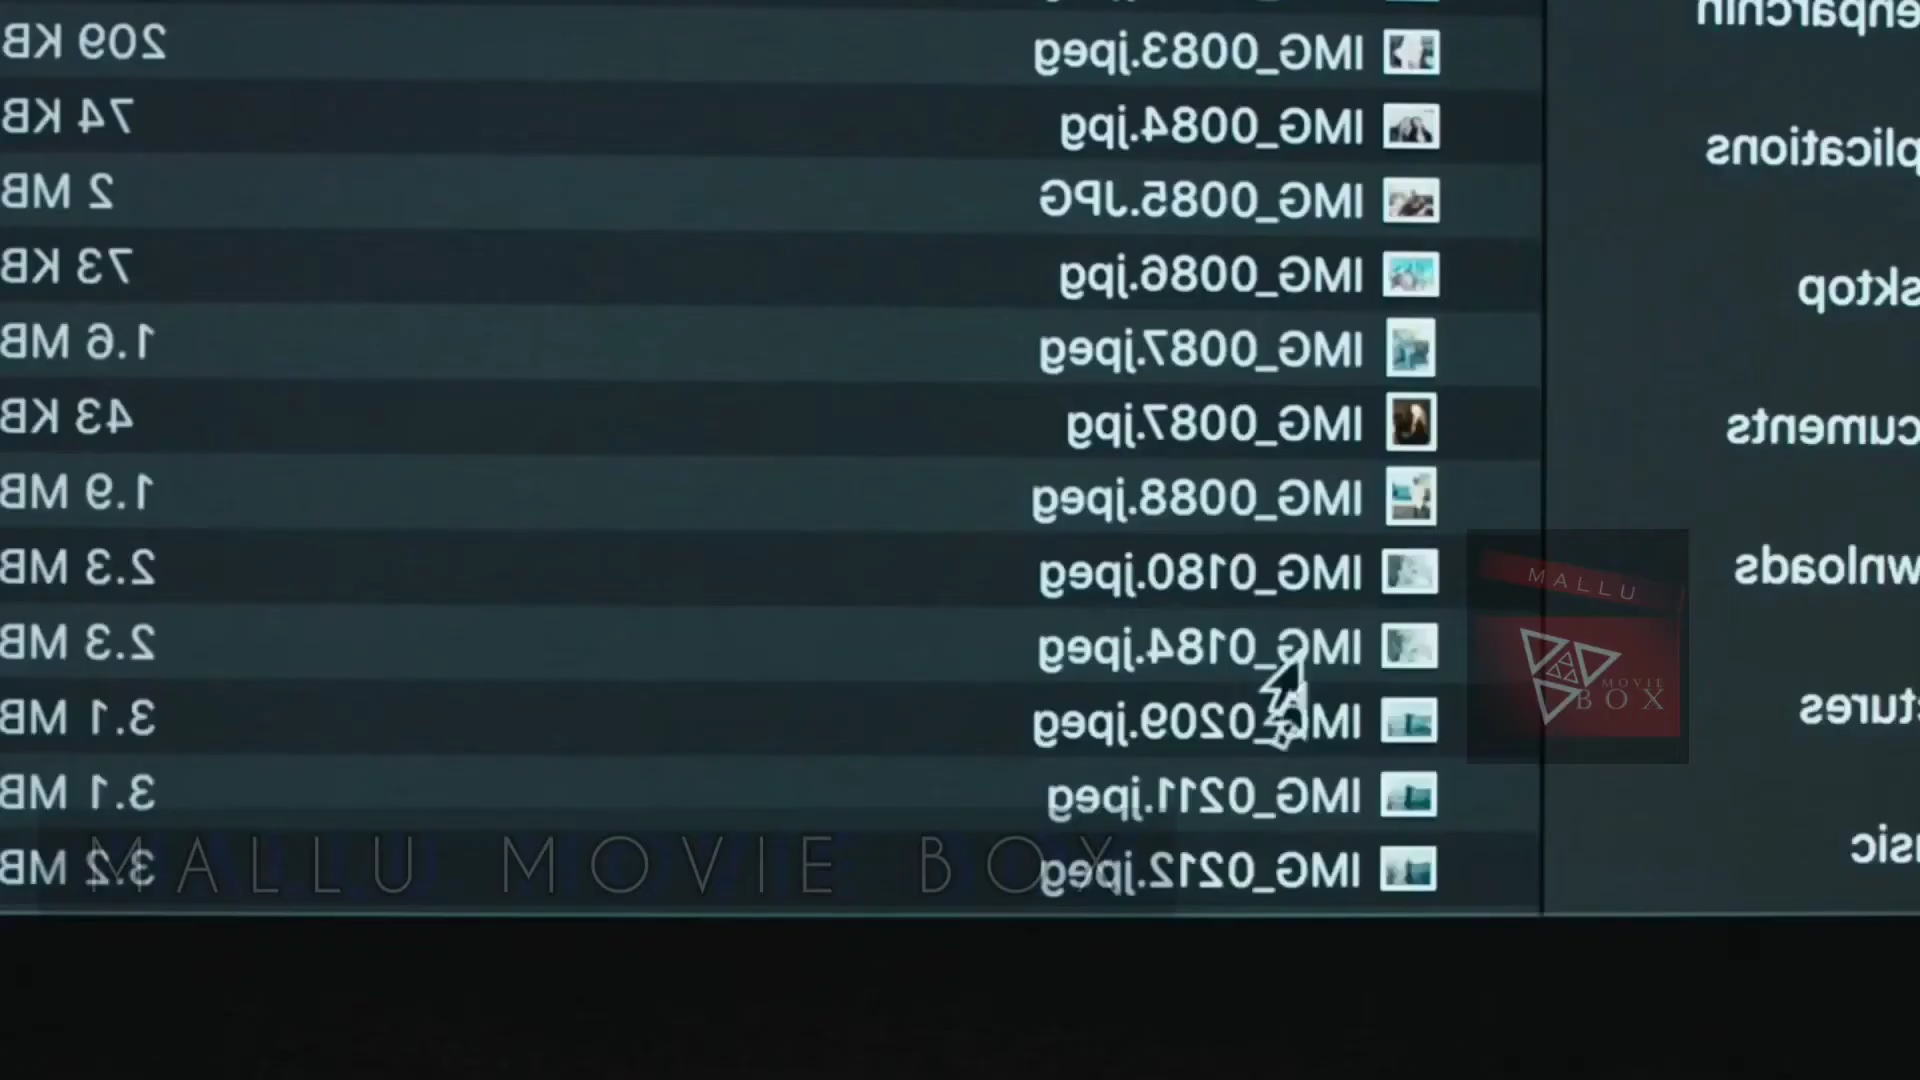 IMG_0083.jpeg 209 KB
IMG_0084.jpg 74 KB
IMG_0085.JPG 2 MB
IMG_0086.jpg 73 KB
IMG_0087.jpeg 1.6 MB
IMG_0087.jpg 43 KB
IMG_0088.jpeg 1.9 MB
IMG_0180.jpeg 2.3 MB
IMG_0184.jpeg 2.3 MB
IMG_0209.jpeg 3.1 MB
IMG_0211.jpeg 3.1 MB
IMG_0212.jpeg 3.2 MB
enparchin
plications
sktop
cuments
wnloads
tures
sic
MALLU
MOVIE
BOX
MALLU MOVIE BOX